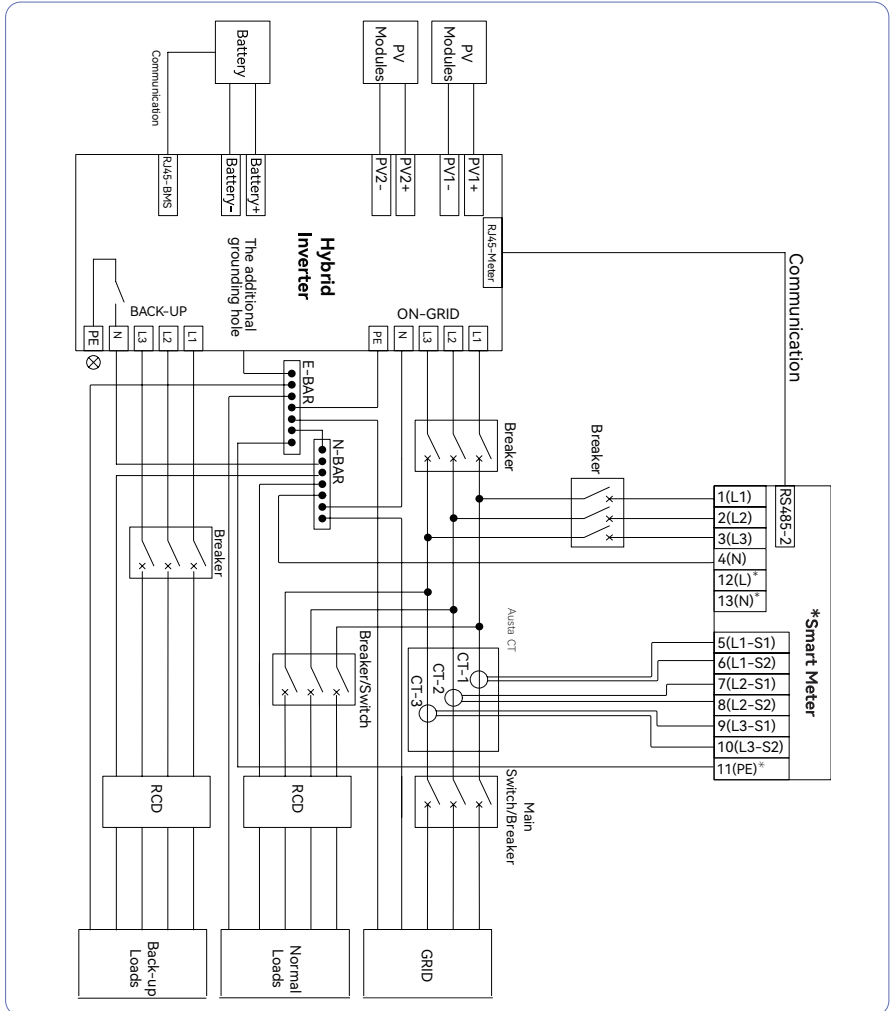 Battery
PV
Modules
PV
Modules
Communication
RJ45-BMS
Battery-
Battery+
PV2-
PV2+
PV1-
PV1+
RJ45-Meter
Hybrid
Inverter
The additional
grounding hole
Communication
BACK-UP
ON-GRID
PE
N
L3
L2
L1
PE
N
L3
L2
L1
E-BAR
N-BAR
Breaker
Breaker
Breaker
RS485-2
1(L1)
2(L2)
3(L3)
4(N)
12(L)*
13(N)*
*Smart Meter
5(L1-S1)
6(L1-S2)
7(L2-S1)
8(L2-S2)
9(L3-S1)
10(L3-S2)
11(PE)*
Austa CT
CT-1
CT-2
CT-3
Breaker/Switch
Main
Switch/Breaker
RCD
RCD
Back-up
Loads
Normal
Loads
GRID